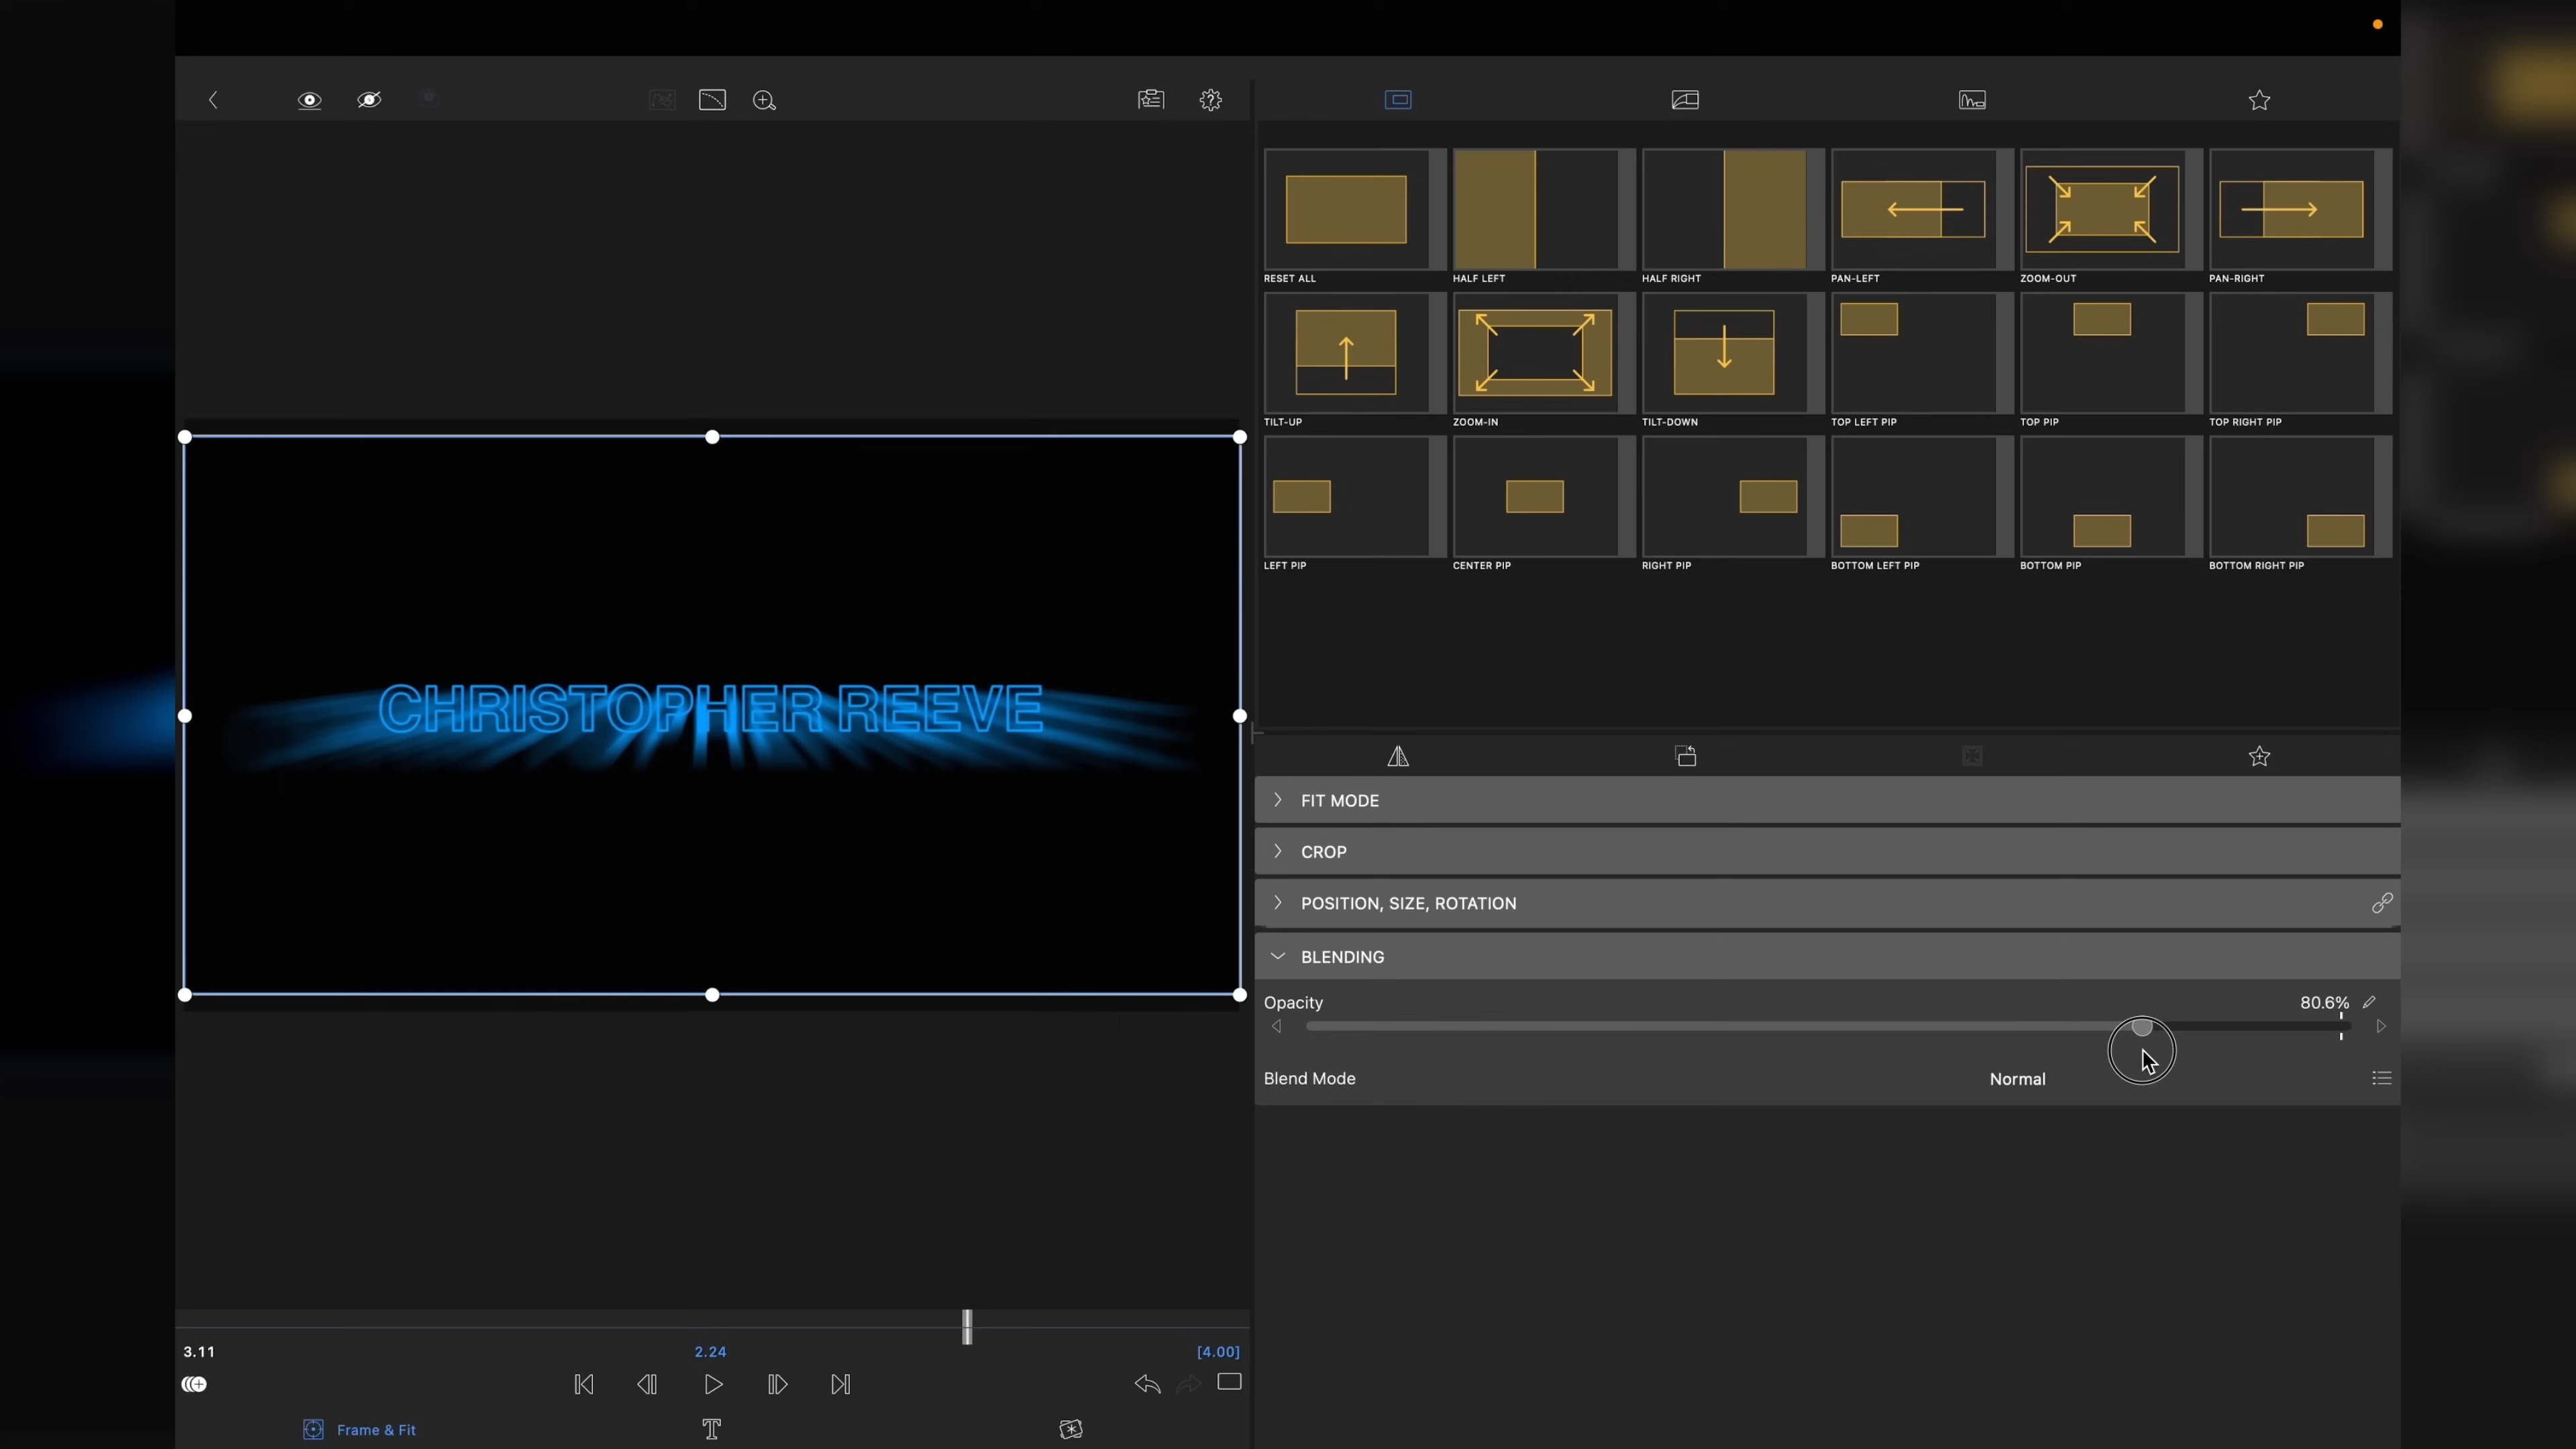 RESET ALL
HALF LEFT
HALF RIGHT
PAN-LEFT
ZOOM-OUT
PAN-RIGHT
TILT-UP
ZOOM-IN
TILT-DOWN
TOP LEFT PIP
TOP PIP
TOP RIGHT PIP
LEFT PIP
CENTER PIP
RIGHT PIP
BOTTOM LEFT PIP
BOTTOM PIP
BOTTOM RIGHT PIP
CHRISTOPHER REEVE
FIT MODE
CROP
POSITION, SIZE, ROTATION
BLENDING
Opacity
80.6%
Blend Mode
Normal
3.11
2.24
[4.00]
Frame & Fit